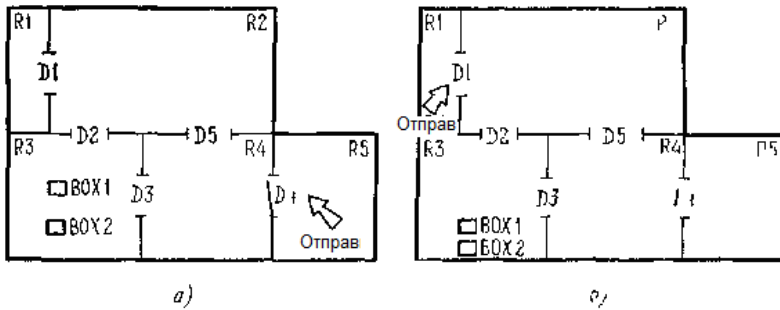 R1 R2
D1
R3 D2 D5 R4 R5
BOX1 D3
BOX2
Отправ
а)
R1
D1
Отправ
R3 D2 D5 R4
D3
BOX1
BOX2